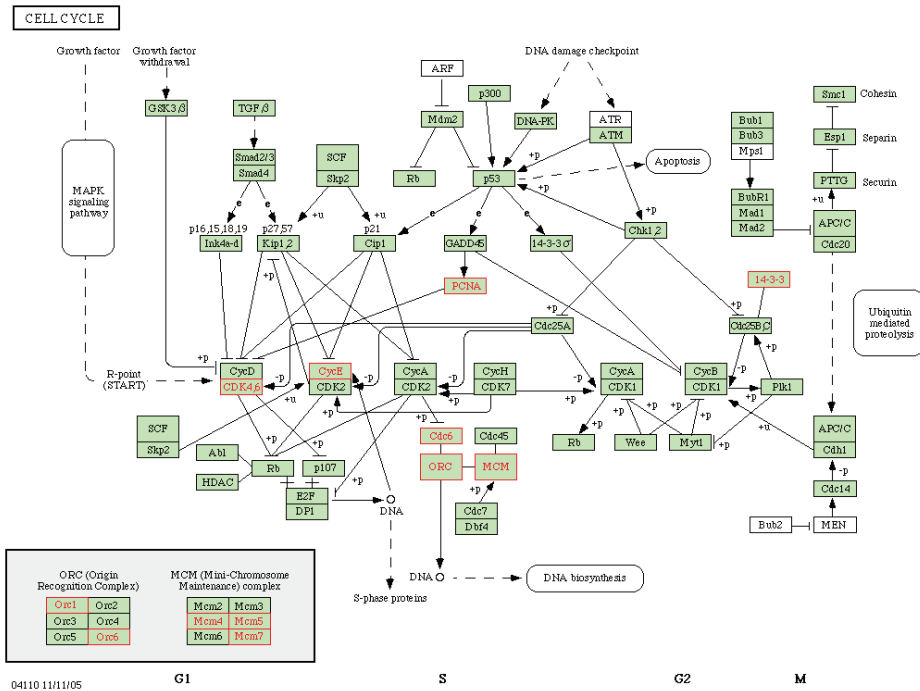 CELL CYCLE
Growth factor
Growth factor
withdrawal
DNA damage checkpoint
ARF
p300
Smc1
Cohesin
GSK3β
TGFβ
Mdm2
DNA-PK
ATR
ATM
Bub1
Bub3
Mps1
Esp1
Separin
+p
Smad2/3
Smad4
SCF
Skp2
Rb
p53
Apoptosis
MAPK
signaling
pathway
+p
PTTG
Securin
BubR1
Mad1
Mad2
+u
e
e
+u
+u
e
e
e
+p
APC/C
Cdc20
p16,15,18,19
Ink4a-d
p27,57
Kip1,2
p21
Cip1
GADD45
14-3-3σ
Chk1,2
PCNA
14-3-3
+p
+p
Cdc25A
Cdc25B,C
Ubiquitin
mediated
proteolysis
R-point
(START)
+p
CycD
CDK4,6
-p
CycE
CDK2
-p
CycA
CDK2
-p
CycH
CDK7
CycA
CDK1
CycB
CDK1
-p
+p
Plk1
+p
+u
+p
+p
+p
+p
+p
+p
+p
+u
SCF
Skp2
+p
+p
+p
Cdc6
Cdc45
Rb
Wee
Myt1
APC/C
Cdh1
Ab1
HDAC
Rb
p107
ORC
MCM
-p
Cdc14
+p
+p
E2F
DP1
DNA
Cdc7
Dbf4
Bub2
MEN
DNA
DNA biosynthesis
S-phase proteins
ORC (Origin
Recognition Complex)
MCM (Mini-Chromosome
Maintenance) complex
Orc1 Orc2
Orc3 Orc4
Orc5 Orc6
Mcm2 Mcm3
Mcm4 Mcm5
Mcm6 Mcm7
G1 S G2 M
04110 11/11/05